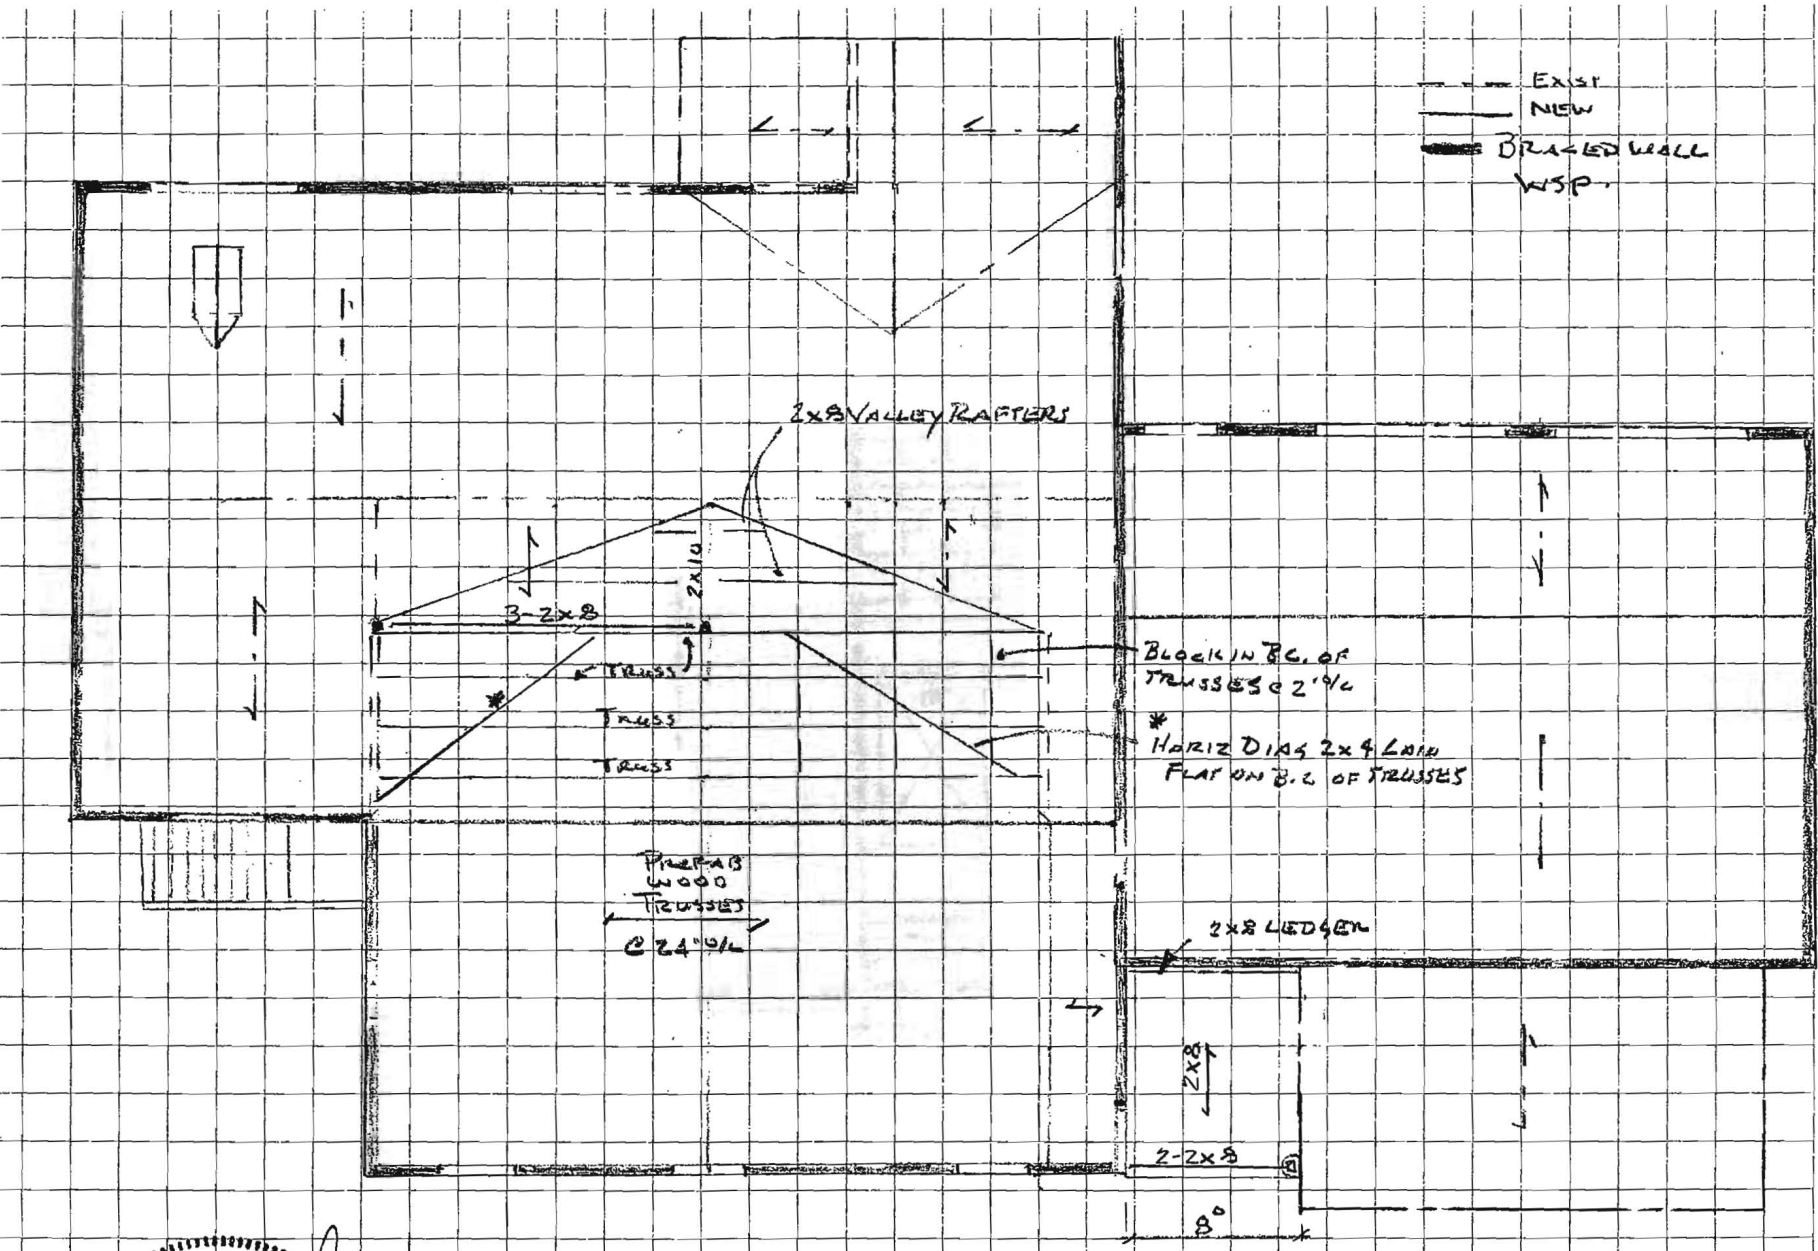 EXIST
NEW
BRACED WALL
WSP.
2x8 VALLEY RAFTERS
2x10
3-2x8
TRUSS
*
TRUSS
TRUSS
BLOCK IN B.C. OF
TRUSSES @ 2' O/C
*
HORIZ DIAG 2x4 LAID
FLAT ON B.C OF TRUSSES
PREFAB
WOOD
TRUSSES
@ 24" O/C
2x8 LEDGER
2x8
2-2x8
8°